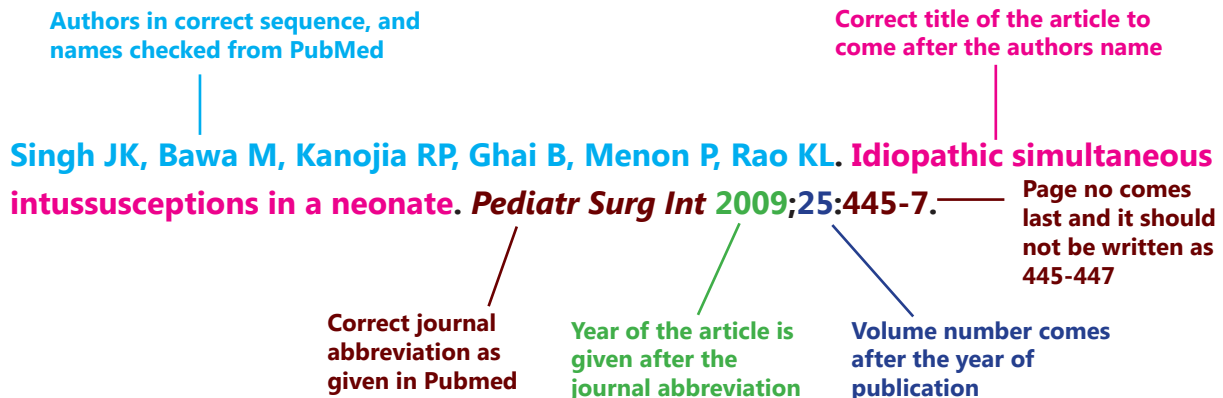 Authors in correct sequence, and
names checked from PubMed
Correct title of the article to
come after the authors name
Singh JK, Bawa M, Kanojia RP, Ghai B, Menon P, Rao KL. Idiopathic simultaneous
intussusceptions in a neonate. Pediatr Surg Int 2009;25:445-7.
Page no comes
last and it should
not be written as
445-447
Correct journal
abbreviation as
given in Pubmed
Year of the article is
given after the
journal abbreviation
Volume number comes
after the year of
publication